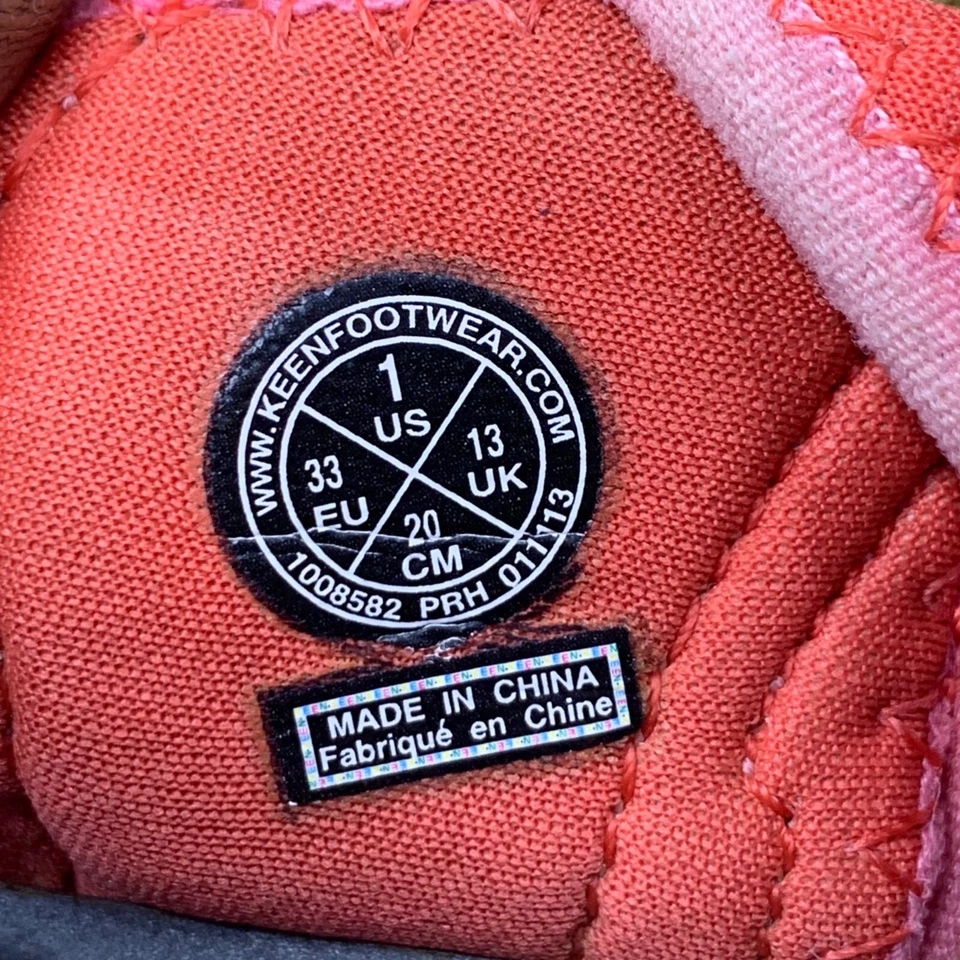 WWW.KEENFOOTWEAR.COM
1
US
33
EU
13
UK
20
CM
1008582 PRH 011113
MADE IN CHINA
Fabriqué en Chine